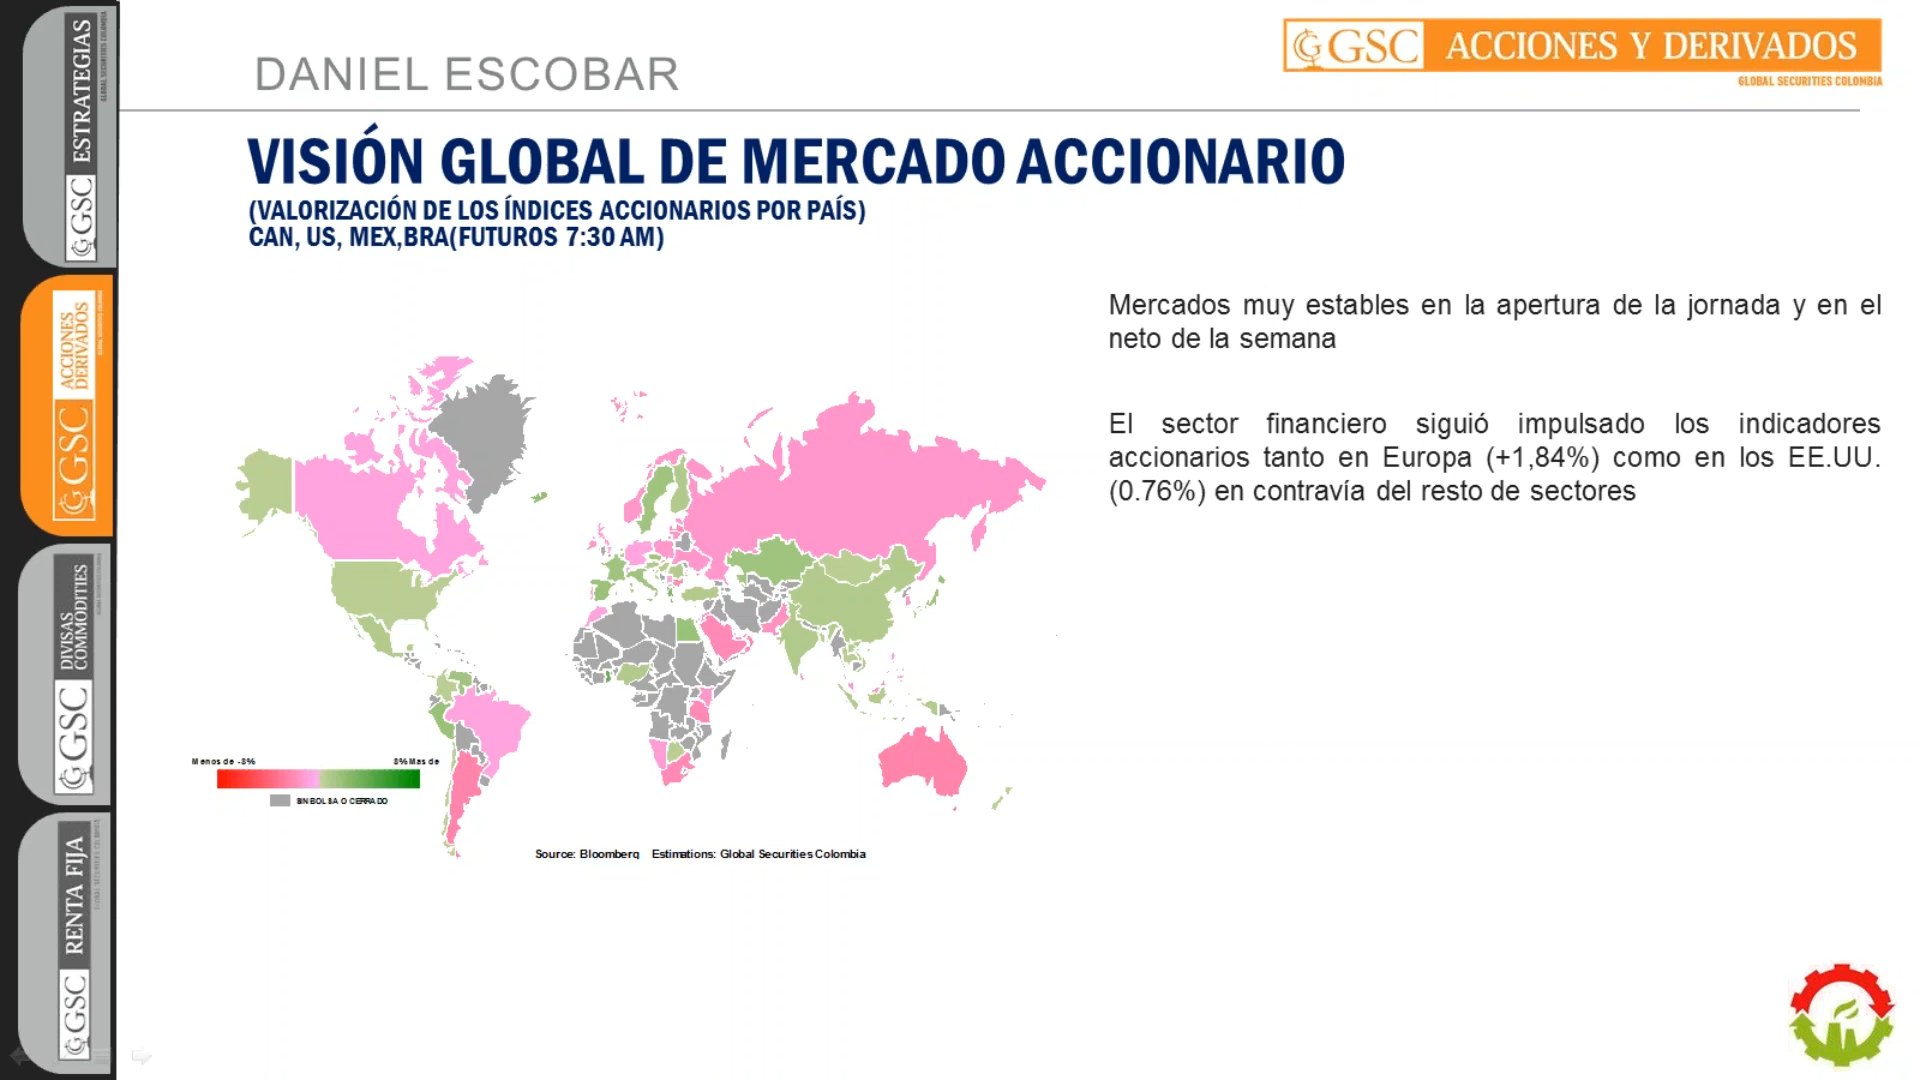 DANIEL ESCOBAR
GSC ACCIONES Y DERIVADOS
GLOBAL SECURITIES COLOMBIA
VISIÓN GLOBAL DE MERCADO ACCIONARIO
(VALORIZACIÓN DE LOS ÍNDICES ACCIONARIOS POR PAÍS)
CAN, US, MEX,BRA(FUTUROS 7:30 AM)
Mercados muy estables en la apertura de la jornada y en el
neto de la semana
El sector financiero siguió impulsado los indicadores
accionarios tanto en Europa (+1,84%) como en los EE.UU.
(0.76%) en contravía del resto de sectores
Menos de -8%
8% Mas de
SIN BOLSA O CERRADO
Source: Bloomberg Estimations: Global Securities Colombia
GSC ESTRATEGIAS
GLOBAL SECURITIES COLOMBIA
GSC ACCIONES
DERIVADOS
GSC DIVISAS
COMMODITIES
GSC RENTA FIJA